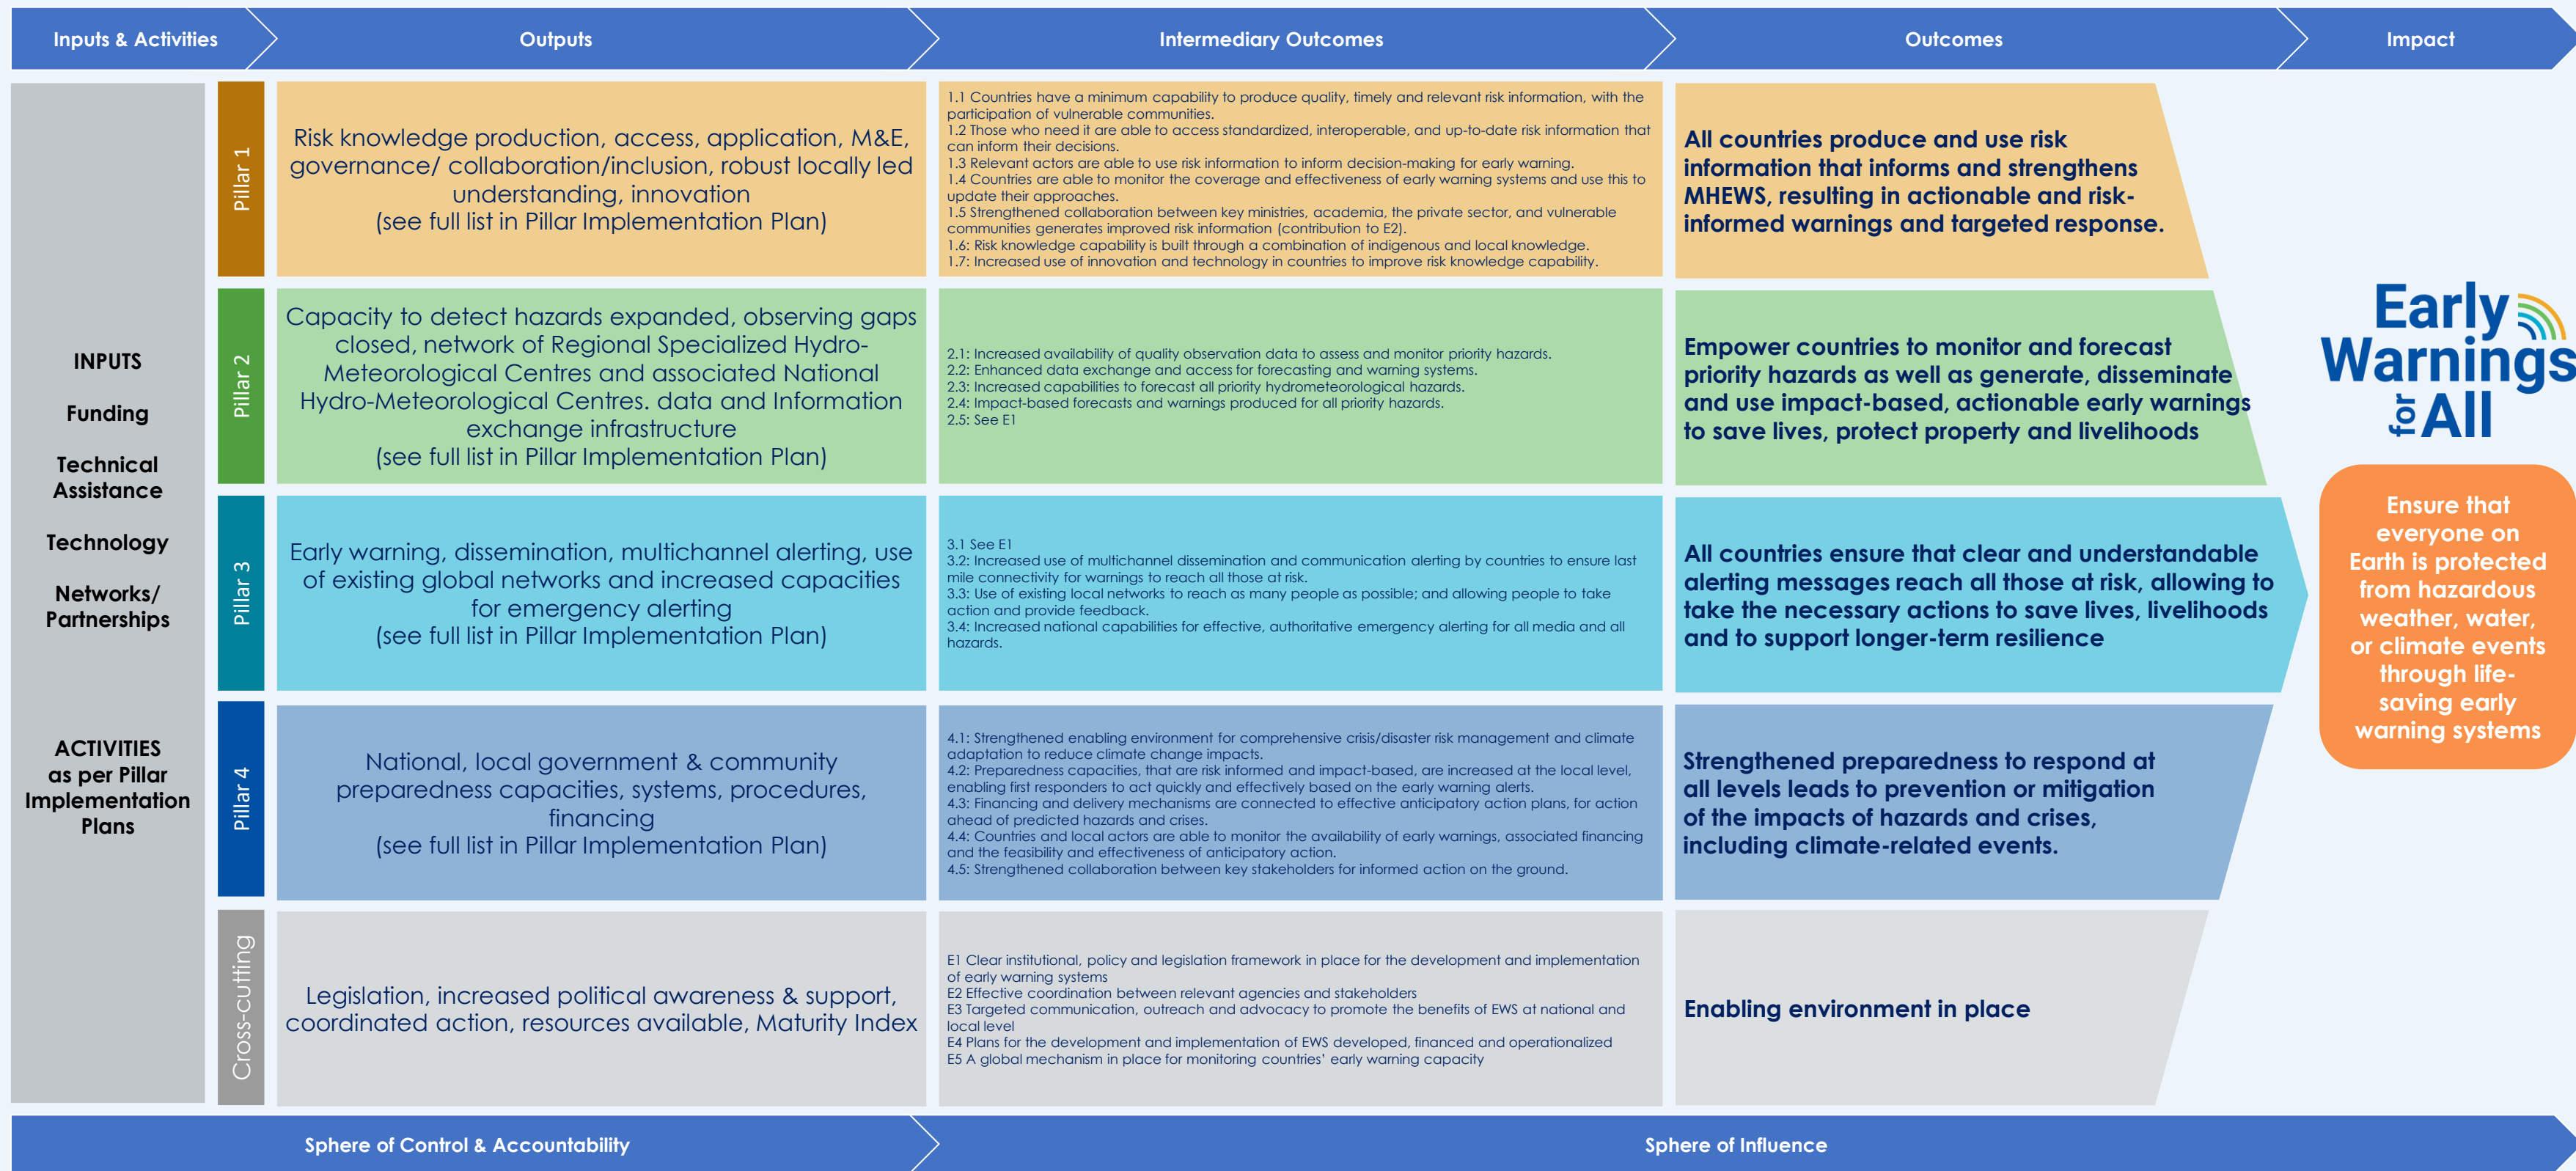 Inputs & Activities
Outputs
Intermediary Outcomes
Outcomes
Impact
INPUTS
Funding
Technical
Assistance
Technology
Networks/
Partnerships
ACTIVITIES
as per Pillar
Implementation
Plans
Pillar 1
Risk knowledge production, access, application, M&E,
governance/ collaboration/inclusion, robust locally led
understanding, innovation
(see full list in Pillar Implementation Plan)
1.1 Countries have a minimum capability to produce quality, timely and relevant risk information, with the
participation of vulnerable communities.
1.2 Those who need it are able to access standardized, interoperable, and up-to-date risk information that
can inform their decisions.
1.3 Relevant actors are able to use risk information to inform decision-making for early warning.
1.4 Countries are able to monitor the coverage and effectiveness of early warning systems and use this to
update their approaches.
1.5 Strengthened collaboration between key ministries, academia, the private sector, and vulnerable
communities generates improved risk information (contribution to E2).
1.6: Risk knowledge capability is built through a combination of indigenous and local knowledge.
1.7: Increased use of innovation and technology in countries to improve risk knowledge capability.
All countries produce and use risk
information that informs and strengthens
MHEWS, resulting in actionable and risk-
informed warnings and targeted response.
Pillar 2
Capacity to detect hazards expanded, observing gaps
closed, network of Regional Specialized Hydro-
Meteorological Centres and associated National
Hydro-Meteorological Centres. data and Information
exchange infrastructure
(see full list in Pillar Implementation Plan)
2.1: Increased availability of quality observation data to assess and monitor priority hazards.
2.2: Enhanced data exchange and access for forecasting and warning systems.
2.3: Increased capabilities to forecast all priority hydrometeorological hazards.
2.4: Impact-based forecasts and warnings produced for all priority hazards.
2.5: See E1
Empower countries to monitor and forecast
priority hazards as well as generate, disseminate
and use impact-based, actionable early warnings
to save lives, protect property and livelihoods
Pillar 3
Early warning, dissemination, multichannel alerting, use
of existing global networks and increased capacities
for emergency alerting
(see full list in Pillar Implementation Plan)
3.1 See E1
3.2: Increased use of multichannel dissemination and communication alerting by countries to ensure last
mile connectivity for warnings to reach all those at risk.
3.3: Use of existing local networks to reach as many people as possible; and allowing people to take
action and provide feedback.
3.4: Increased national capabilities for effective, authoritative emergency alerting for all media and all
hazards.
All countries ensure that clear and understandable
alerting messages reach all those at risk, allowing to
take the necessary actions to save lives, livelihoods
and to support longer-term resilience
Pillar 4
National, local government & community
preparedness capacities, systems, procedures,
financing
(see full list in Pillar Implementation Plan)
4.1: Strengthened enabling environment for comprehensive crisis/disaster risk management and climate
adaptation to reduce climate change impacts.
4.2: Preparedness capacities, that are risk informed and impact-based, are increased at the local level,
enabling first responders to act quickly and effectively based on the early warning alerts.
4.3: Financing and delivery mechanisms are connected to effective anticipatory action plans, for action
ahead of predicted hazards and crises.
4.4: Countries and local actors are able to monitor the availability of early warnings, associated financing
and the feasibility and effectiveness of anticipatory action.
4.5: Strengthened collaboration between key stakeholders for informed action on the ground.
Strengthened preparedness to respond at
all levels leads to prevention or mitigation
of the impacts of hazards and crises,
including climate-related events.
Cross-cutting
Legislation, increased political awareness & support,
coordinated action, resources available, Maturity Index
E1 Clear institutional, policy and legislation framework in place for the development and implementation
of early warning systems
E2 Effective coordination between relevant agencies and stakeholders
E3 Targeted communication, outreach and advocacy to promote the benefits of EWS at national and
local level
E4 Plans for the development and implementation of EWS developed, financed and operationalized
E5 A global mechanism in place for monitoring countries' early warning capacity
Enabling environment in place
Early
Warnings
for All
Ensure that
everyone on
Earth is protected
from hazardous
weather, water,
or climate events
through life-
saving early
warning systems
Sphere of Control & Accountability
Sphere of Influence